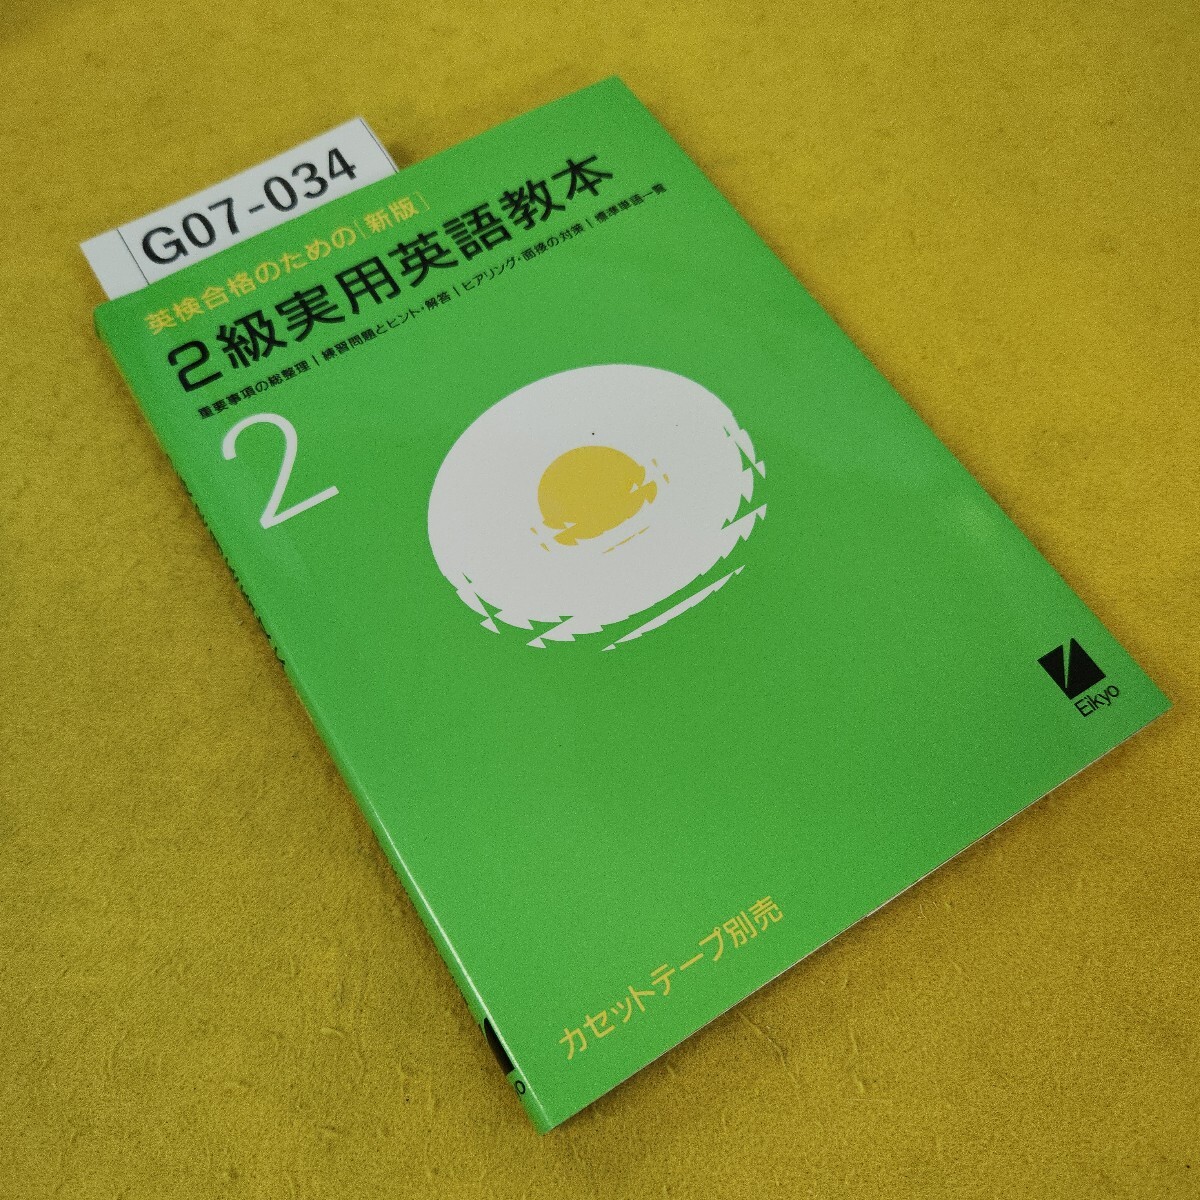 G07-034
英検合格のための[新版]
2級実用英語教本
重要事項の総整理|練習問題とヒント・解答|ヒアリング・面接の対策|標準単語一覧
2
Eikyo
カセットテープ別売